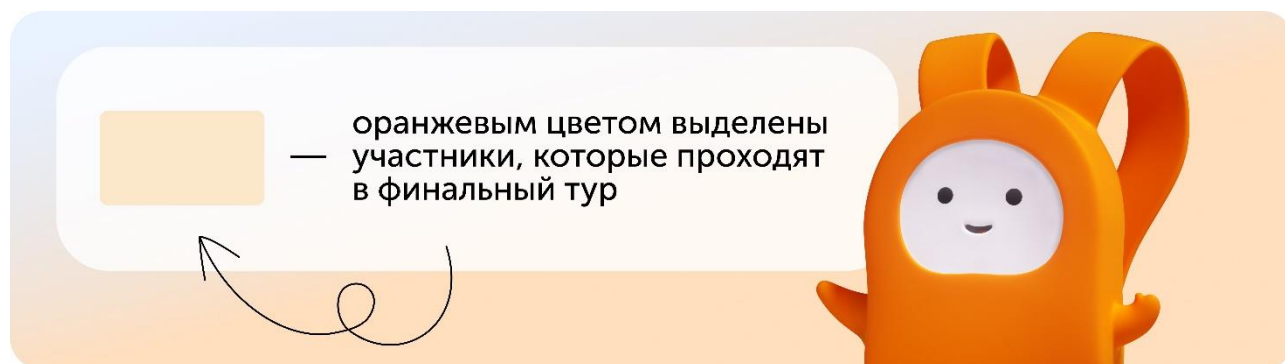 — оранжевым цветом выделены
участники, которые проходят
в финальный тур